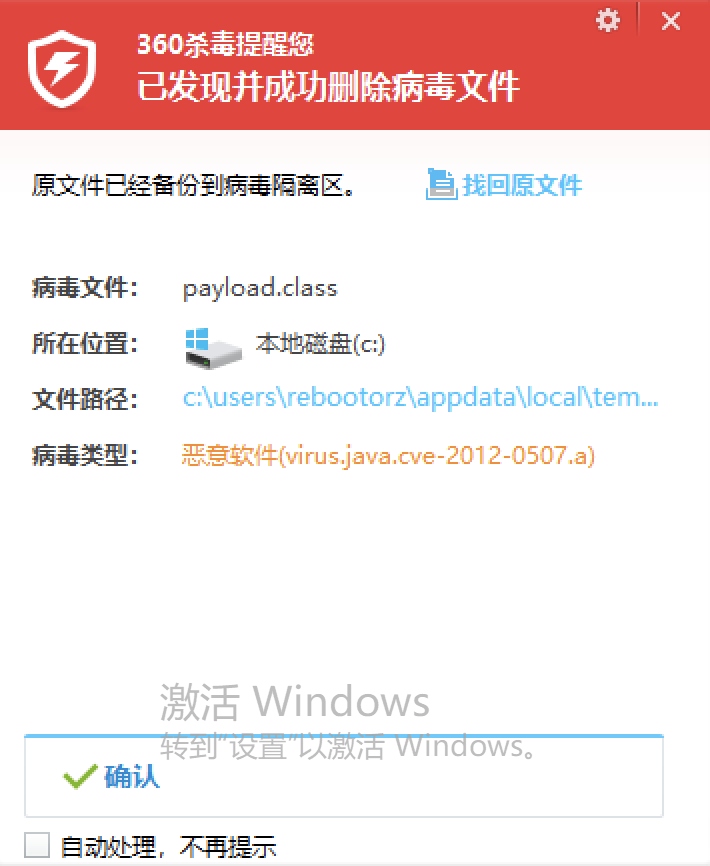 360杀毒提醒您
已发现并成功删除病毒文件
原文件已经备份到病毒隔离区。 找回原文件
病毒文件： payload.class
所在位置： 本地磁盘(c:)
文件路径： c:\users\rebootorz\appdata\local\tem...
病毒类型： 恶意软件(virus.java.cve-2012-0507.a)
激活 Windows
转到"设置"以激活 Windows。
确认
自动处理，不再提示